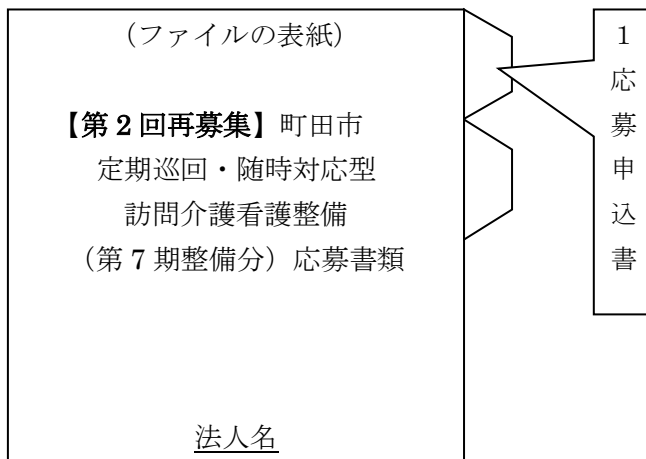 （ファイルの表紙）
【第２回再募集】町田市
定期巡回・随時対応型
訪問介護看護整備
（第７期整備分）応募書類
法人名
１応募申込書